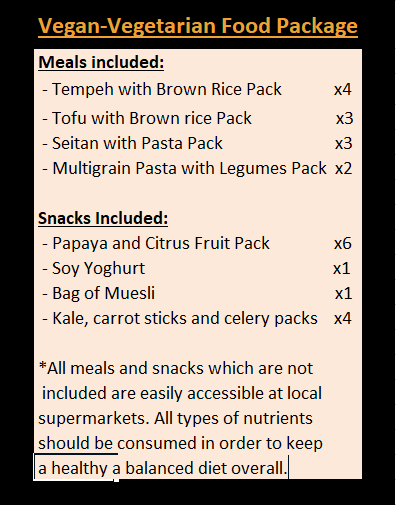 Vegan-Vegetarian Food Package
Meals included:
- Tempeh with Brown Rice Pack x4
- Tofu with Brown rice Pack x3
- Seitan with Pasta Pack x3
- Multigrain Pasta with Legumes Pack x2
Snacks Included:
- Papaya and Citrus Fruit Pack x6
- Soy Yoghurt x1
- Bag of Muesli x1
- Kale, carrot sticks and celery packs x4
*All meals and snacks which are not
included are easily accessible at local
supermarkets. All types of nutrients
should be consumed in order to keep
a healthy a balanced diet overall.